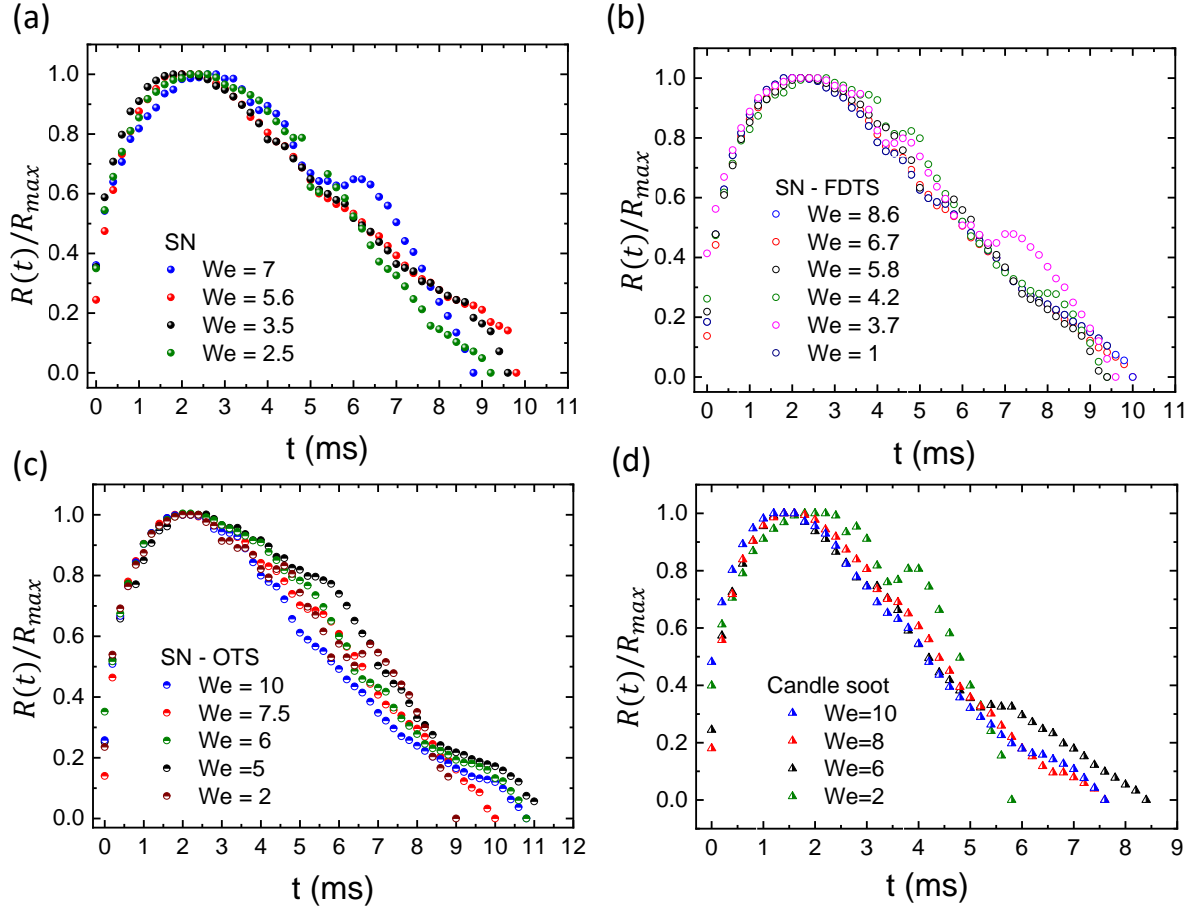 (a)
1.0
0.8
0.6
0.4
0.2
0.0
R(t)/R_max
SN
We = 7
We = 5.6
We = 3.5
We = 2.5
0 1 2 3 4 5 6 7 8 9 10 11
t (ms)
(b)
1.0
0.8
0.6
0.4
0.2
0.0
R(t)/R_max
SN - FDTS
We = 8.6
We = 6.7
We = 5.8
We = 4.2
We = 3.7
We = 1
0 1 2 3 4 5 6 7 8 9 10 11
t (ms)
(c)
1.0
0.8
0.6
0.4
0.2
0.0
R(t)/R_max
SN - OTS
We = 10
We = 7.5
We = 6
We =5
We = 2
0 1 2 3 4 5 6 7 8 9 10 11 12
t (ms)
(d)
1.0
0.8
0.6
0.4
0.2
0.0
R(t)/R_max
Candle soot
We=10
We=8
We=6
We=2
0 1 2 3 4 5 6 7 8 9
t (ms)